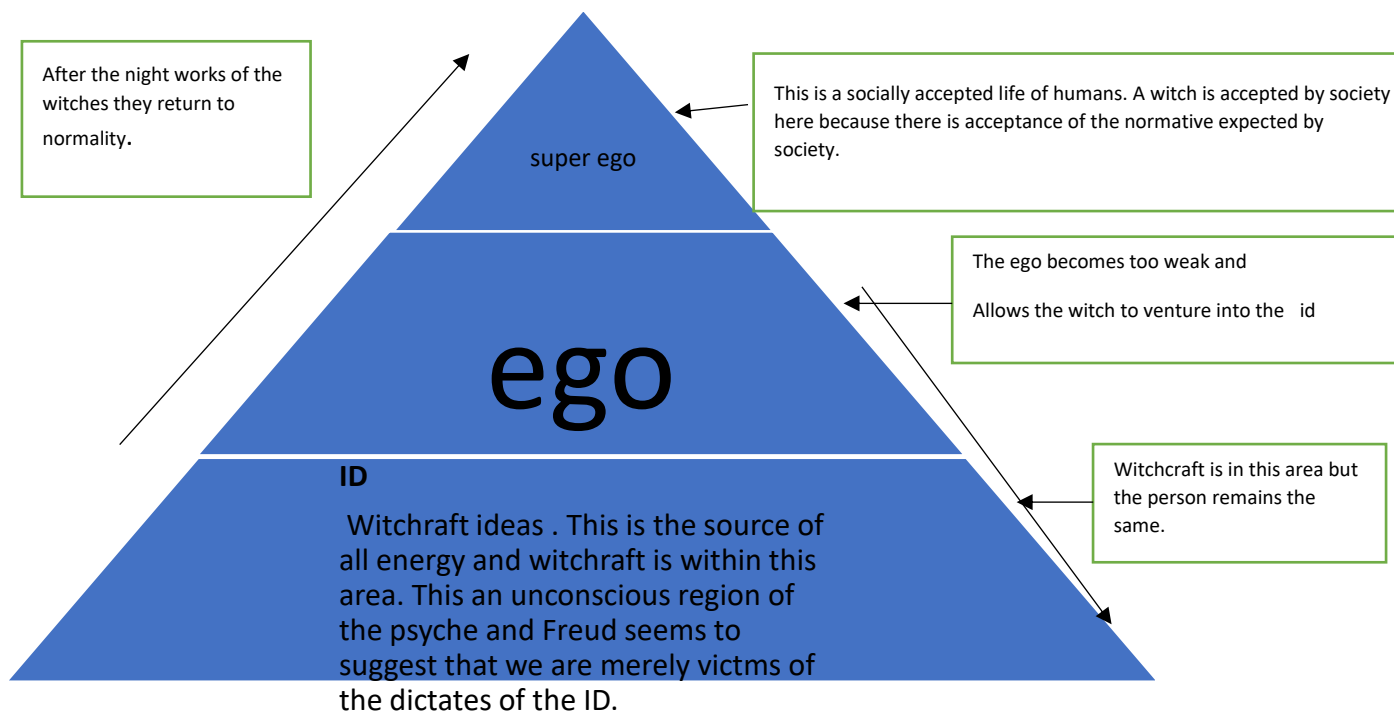 After the night works of the
witches they return to
normality.
This is a socially accepted life of humans. A witch is accepted by society
here because there is acceptance of the normative expected by
society.
super ego
The ego becomes too weak and
Allows the witch to venture into the id
ego
Witchcraft is in this area but
the person remains the
same.
ID
Witchraft ideas . This is the source of
all energy and witchraft is within this
area. This an unconscious region of
the psyche and Freud seems to
suggest that we are merely victms of
the dictates of the ID.